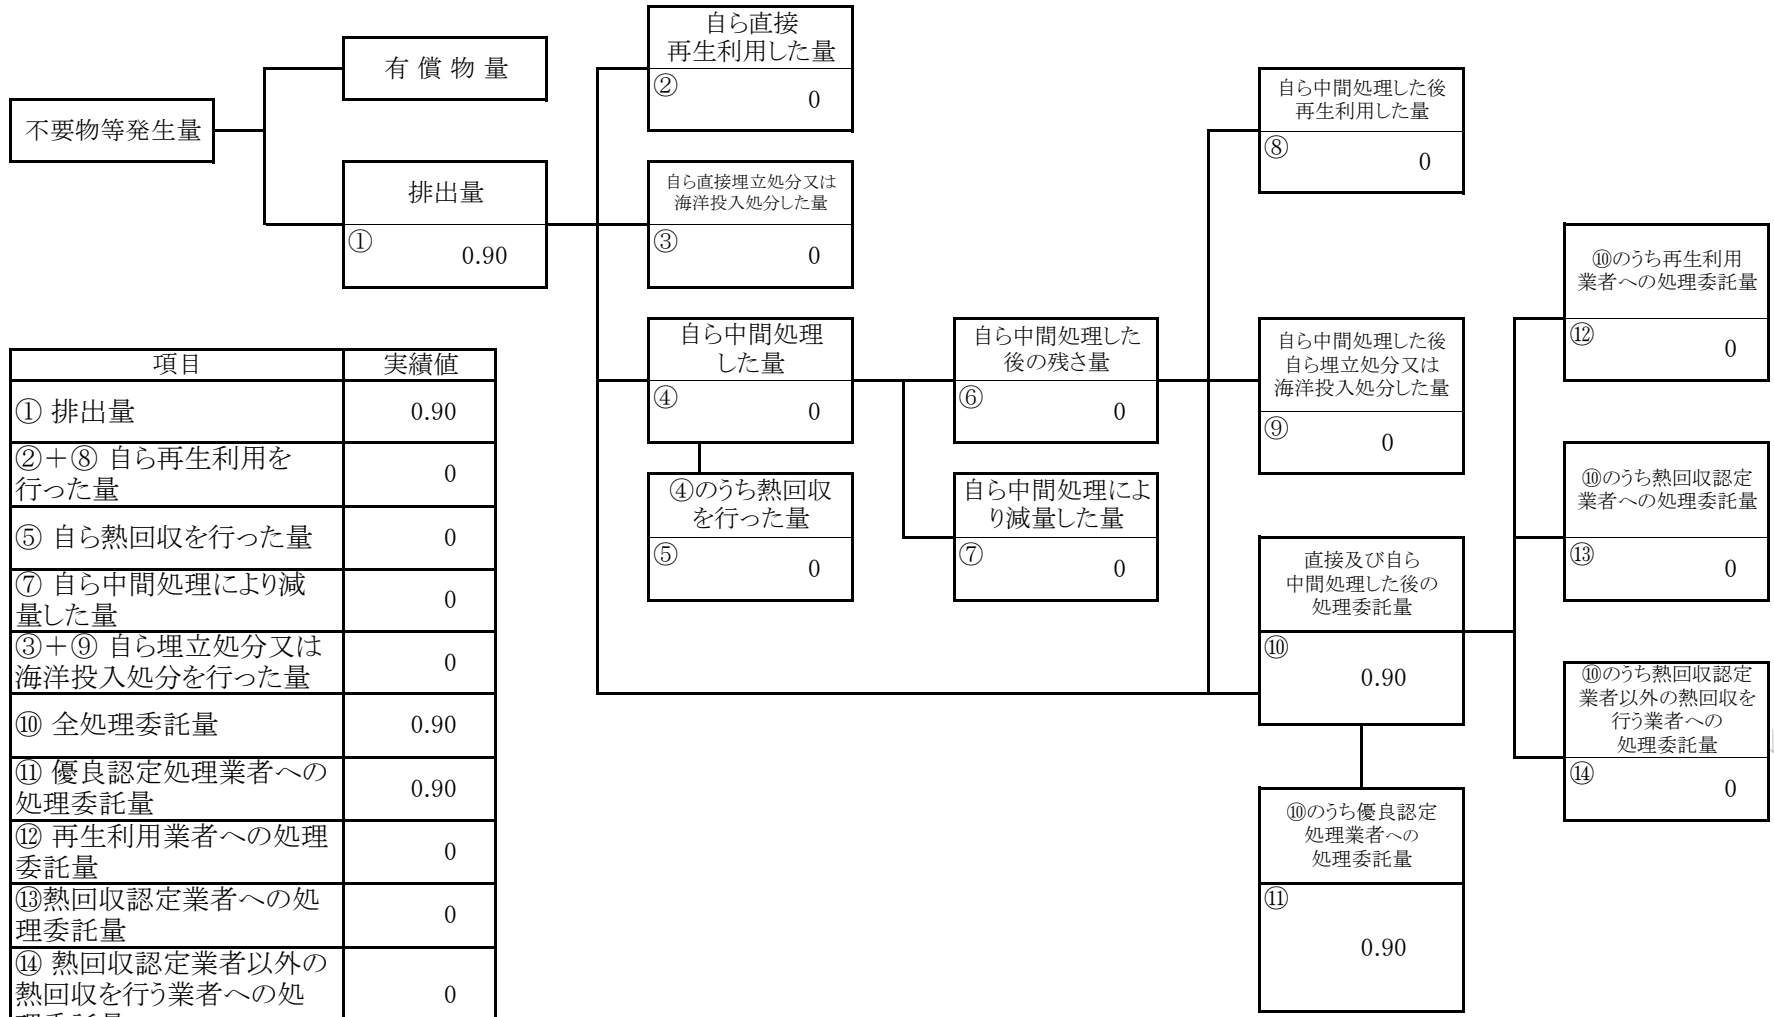 自ら直接
再生利用した量
②
0
有 償 物 量
不要物等発生量
排出量
①
0.90
自ら直接埋立処分又は
海洋投入処分した量
③
0
自ら中間処理した後
再生利用した量
⑧
0
自ら中間処理
した量
④
0
自ら中間処理した
後の残さ量
⑥
0
自ら中間処理した後
自ら埋立処分又は
海洋投入処分した量
⑨
0
④のうち熱回収
を行った量
⑤
0
自ら中間処理によ
り減量した量
⑦
0
直接及び自ら
中間処理した後の
処理委託量
⑩
0.90
⑩のうち優良認定
処理業者への
処理委託量
⑪
0.90
⑩のうち再生利用
業者への処理委託量
⑫
0
⑩のうち熱回収認定
業者への処理委託量
⑬
0
⑩のうち熱回収認定
業者以外の熱回収を
行う業者への
処理委託量
⑭
0
項目 実績値
① 排出量 0.90
②＋⑧ 自ら再生利用を
行った量
0
⑤ 自ら熱回収を行った量 0
⑦ 自ら中間処理により減
量した量
0
③＋⑨ 自ら埋立処分又は
海洋投入処分を行った量
0
⑩ 全処理委託量 0.90
⑪ 優良認定処理業者への
処理委託量
0.90
⑫ 再生利用業者への処理
委託量
0
⑬熱回収認定業者への処
理委託量
0
⑭ 熱回収認定業者以外の
熱回収を行う業者への処
0